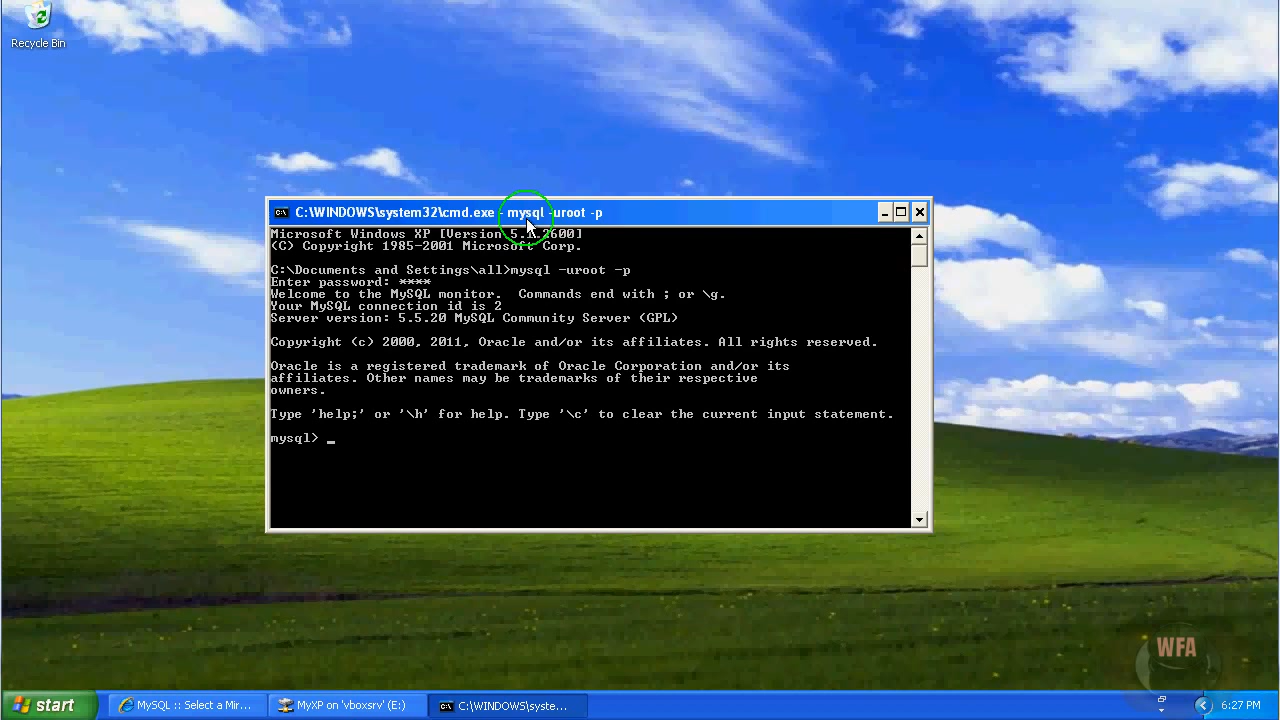 Recycle Bin
C:\WINDOWS\system32\cmd.exe - mysql -uroot -p
Microsoft Windows XP [Version 5.1.2600]
(C) Copyright 1985-2001 Microsoft Corp.
C:\Documents and Settings\all>mysql -uroot -p
Enter password: ****
Welcome to the MySQL monitor.  Commands end with ; or \g.
Your MySQL connection id is 2
Server version: 5.5.20 MySQL Community Server (GPL)
Copyright (c) 2000, 2011, Oracle and/or its affiliates. All rights reserved.
Oracle is a registered trademark of Oracle Corporation and/or its
affiliates. Other names may be trademarks of their respective
owners.
Type 'help;' or '\h' for help. Type '\c' to clear the current input statement.
mysql> _
WFA
start
MySQL :: Select a Mir...
MyXP on 'vboxsrv' (E:)
C:\WINDOWS\syste...
6:27 PM